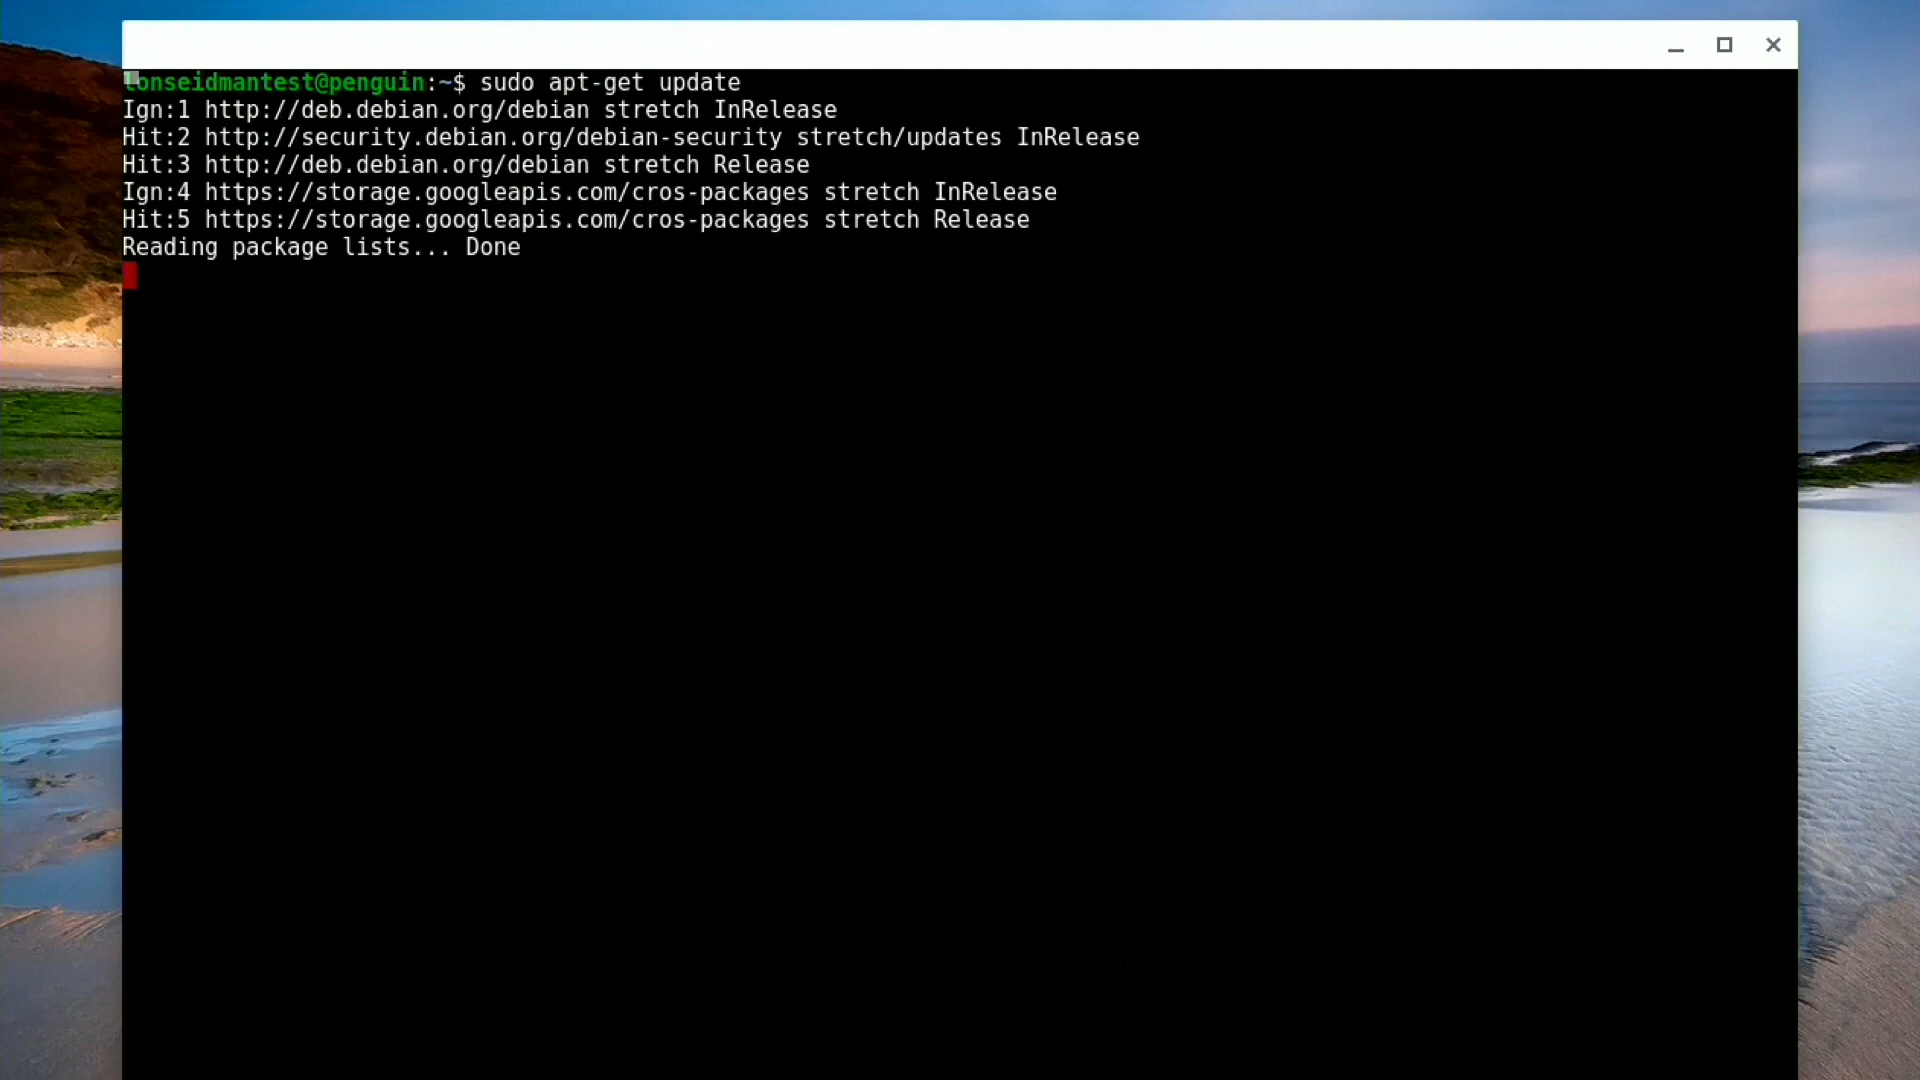 lonseidmantest@penguin:~$ sudo apt-get update
Ign:1 http://deb.debian.org/debian stretch InRelease
Hit:2 http://security.debian.org/debian-security stretch/updates InRelease
Hit:3 http://deb.debian.org/debian stretch Release
Ign:4 https://storage.googleapis.com/cros-packages stretch InRelease
Hit:5 https://storage.googleapis.com/cros-packages stretch Release
Reading package lists... Done